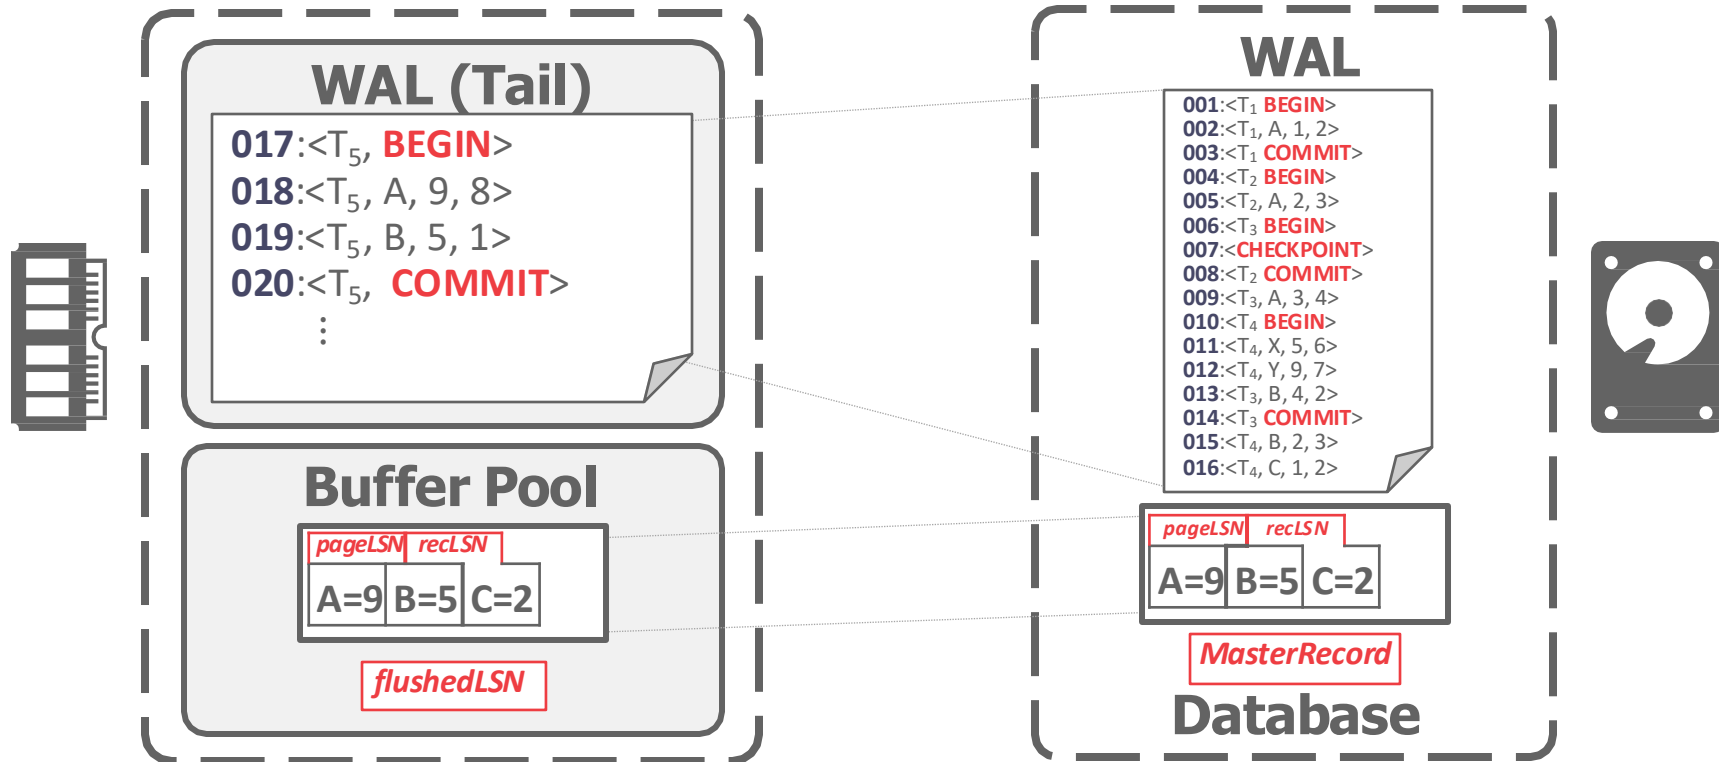 WAL (Tail)
017:<T5, BEGIN>
018:<T5, A, 9, 8>
019:<T5, B, 5, 1>
020:<T5, COMMIT>
⋮
Buffer Pool
pageLSN recLSN
A=9 B=5 C=2
flushedLSN
WAL
001:<T1 BEGIN>
002:<T1, A, 1, 2>
003:<T1 COMMIT>
004:<T2 BEGIN>
005:<T2, A, 2, 3>
006:<T3 BEGIN>
007:<CHECKPOINT>
008:<T2 COMMIT>
009:<T3, A, 3, 4>
010:<T4 BEGIN>
011:<T4, X, 5, 6>
012:<T4, Y, 9, 7>
013:<T3, B, 4, 2>
014:<T3 COMMIT>
015:<T4, B, 2, 3>
016:<T4, C, 1, 2>
pageLSN recLSN
A=9 B=5 C=2
MasterRecord
Database